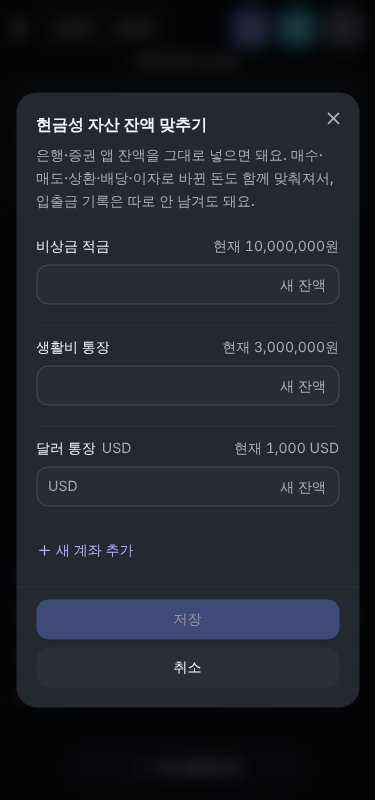 현금성 자산 잔액 맞추기
은행·증권 앱 잔액을 그대로 넣으면 돼요. 매수·
매도·상환·배당·이자로 바뀐 돈도 함께 맞춰져서,
입출금 기록은 따로 안 남겨도 돼요.
비상금 적금 현재 10,000,000원
새 잔액
생활비 통장 현재 3,000,000원
새 잔액
달러 통장 USD 현재 1,000 USD
USD 새 잔액
+ 새 계좌 추가
저장
취소